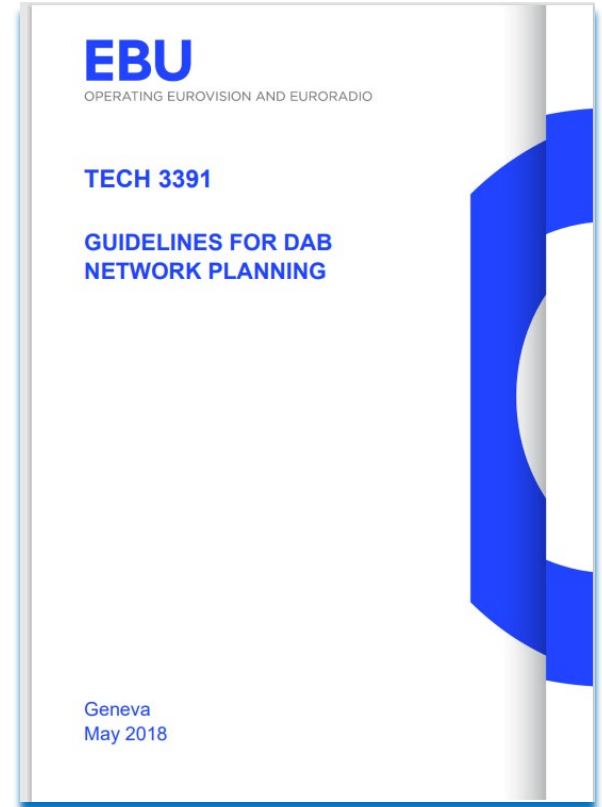 EBU
OPERATING EUROVISION AND EURORADIO
TECH 3391
GUIDELINES FOR DAB
NETWORK PLANNING
Geneva
May 2018